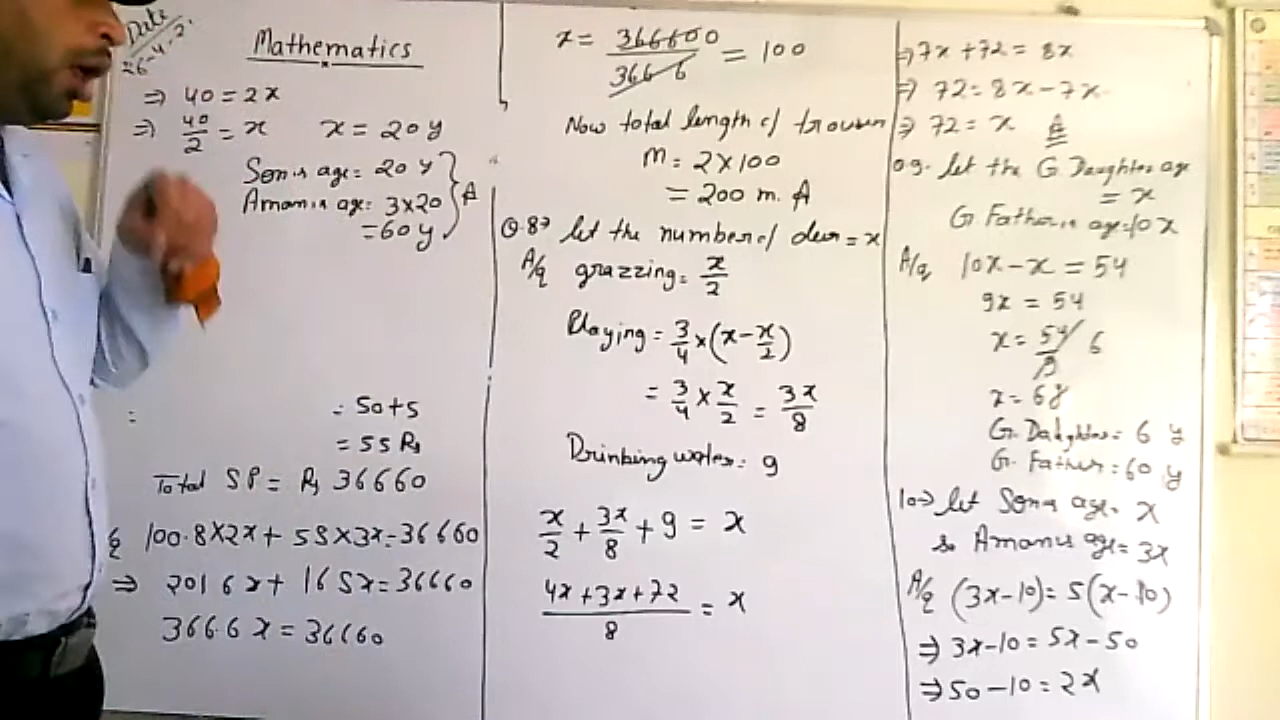 Date
26-4-2
Mathematics
⇒ 40 = 2x
⇒ 40/2 = x x = 20 y
Son's age = 20 y
Aman's age = 3×20
= 60 y
A
= 50+5
= 55 Rs
Total SP = Rs 36660
100.8×2x + 55×3x = 36660
⇒ 201.6x + 165x = 36660
366.6 x = 36660
x = 366600/3666 = 100
Now total length of trouser
M = 2×100
= 200 m. A
Q.8⇒ let the number of deer = x
A/q grazzing = x/2
Playing = 3/4 × (x - x/2)
= 3/4 × x/2 = 3x/8
Drinking water = 9
x/2 + 3x/8 + 9 = x
(4x + 3x + 72)/8 = x
⇒ 7x + 72 = 8x
⇒ 72 = 8x - 7x
⇒ 72 = x A
Q9. let the G. Daughter age
= x
G Father's age = 10x
A/q 10x - x = 54
9x = 54
x = 54/9 6
x = 6y
G. Daughter = 6 y
G. Father = 60 y
10⇒ let Son's age = x
so Aman's age = 3x
A/q (3x-10) = 5(x-10)
⇒ 3x-10 = 5x-50
⇒ 50-10 = 2x